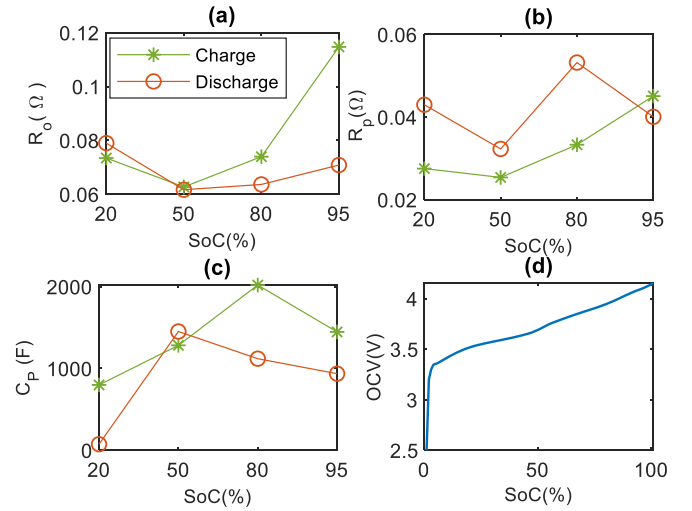 (a)
0.12
0.1
0.08
0.06
R_o(Ω)
Charge
Discharge
20 50 80 95
SoC(%)
(b)
0.06
0.04
0.02
R_p(Ω)
20 50 80 95
SoC(%)
(c)
2000
1000
0
C_P (F)
20 50 80 95
SoC(%)
(d)
4
3.5
3
2.5
OCV(V)
0 50 100
SoC(%)